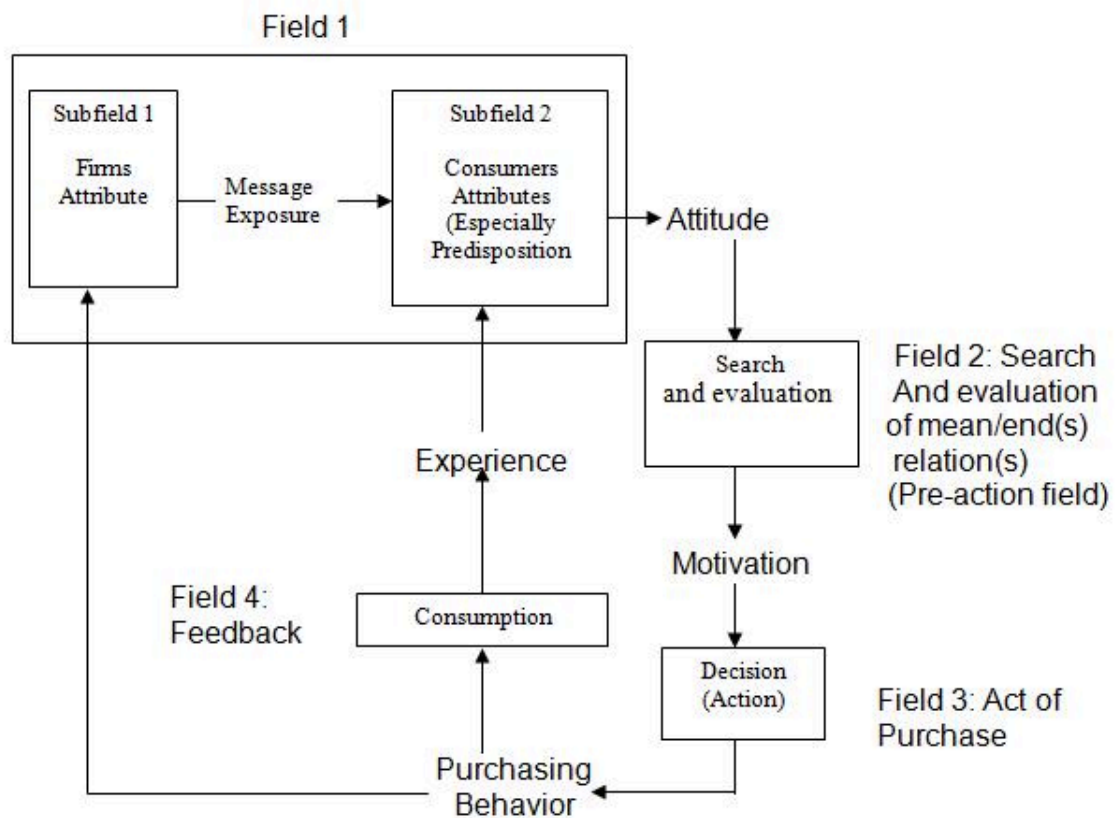 Field 1
Subfield 1
Firms
Attribute
Message
Exposure
Subfield 2
Consumers
Attributes
(Especially
Predisposition
Attitude
Search
and evaluation
Field 2: Search
And evaluation
of mean/end(s)
relation(s)
(Pre-action field)
Experience
Motivation
Field 4:
Feedback
Consumption
Decision
(Action)
Field 3: Act of
Purchase
Purchasing
Behavior